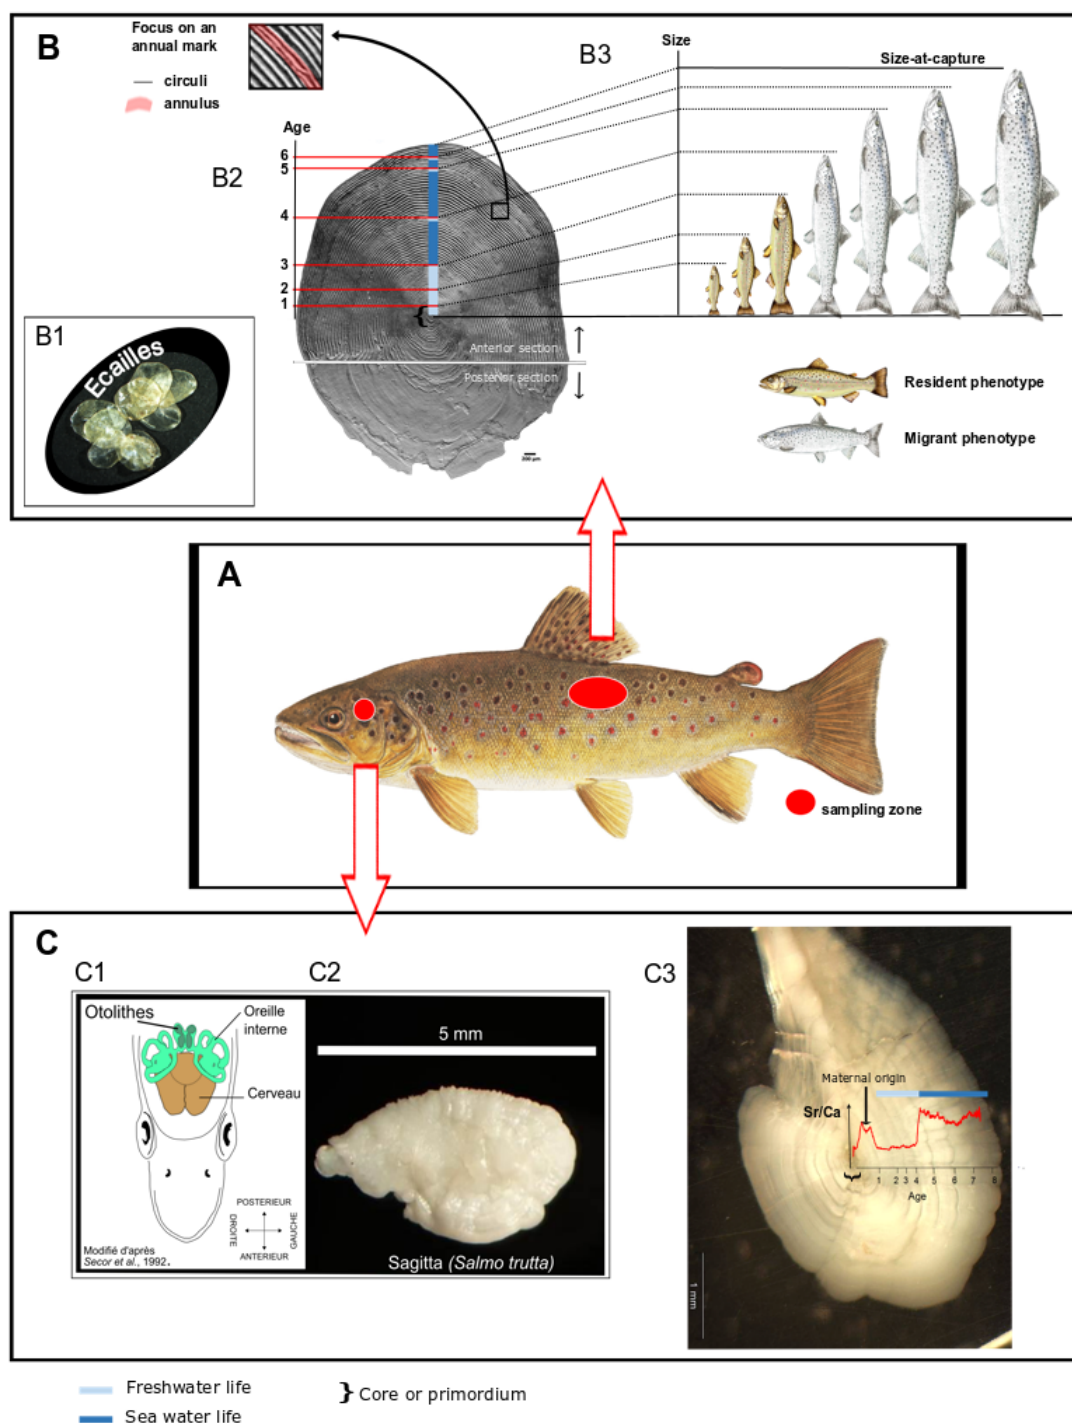 B
Focus on an
annual mark
circuli
annulus
B3
Size
Size-at-capture
Age
6
5
4
3
2
1
B2
Anterior section
Posterior section
200 µm
B1
Ecailles
Resident phenotype
Migrant phenotype
A
sampling zone
C
C1
Otolithes
Oreille
interne
Cerveau
POSTERIEUR
DROITE
GAUCHE
ANTERIEUR
Modifié d'après
Secor et al., 1992.
C2
5 mm
Sagitta (Salmo trutta)
C3
Maternal origin
Sr/Ca
1 2 3 4 5 6 7 8
Age
1 mm
Freshwater life
Sea water life
} Core or primordium